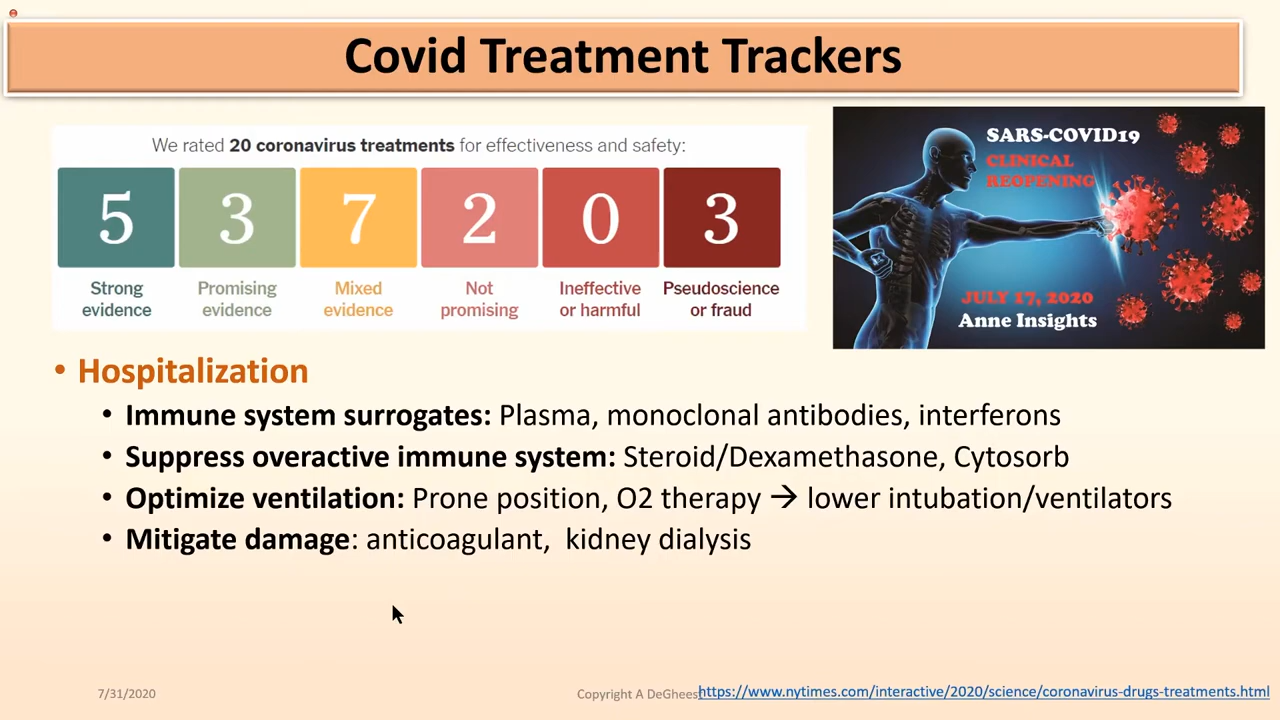 Covid Treatment Trackers
We rated 20 coronavirus treatments for effectiveness and safety:
5 3 7 2 0 3
Strong evidence
Promising evidence
Mixed evidence
Not promising
Ineffective or harmful
Pseudoscience or fraud
SARS-COVID19
CLINICAL
REOPENING
JULY 17, 2020
Anne Insights
• Hospitalization
• Immune system surrogates: Plasma, monoclonal antibodies, interferons
• Suppress overactive immune system: Steroid/Dexamethasone, Cytosorb
• Optimize ventilation: Prone position, O2 therapy → lower intubation/ventilators
• Mitigate damage: anticoagulant, kidney dialysis
7/31/2020
Copyright A DeGhees
https://www.nytimes.com/interactive/2020/science/coronavirus-drugs-treatments.html